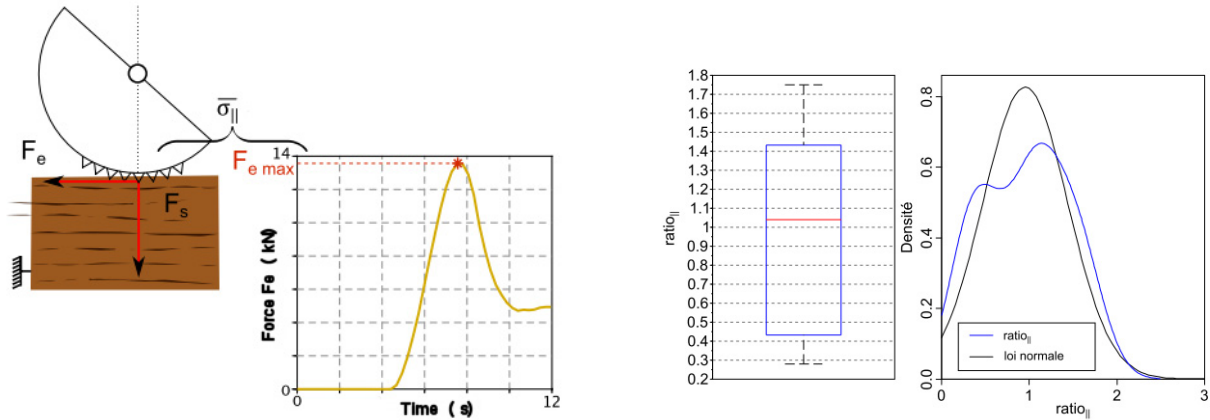 σ||
Fe
Fs
Fe max
14
0
0
12
Force Fe ( kN)
Time ( s)
ratio||
1.8
1.7
1.6
1.5
1.4
1.3
1.2
1.1
1
0.9
0.8
0.7
0.6
0.5
0.4
0.3
0.2
Densité
0.8
0.6
0.4
0.2
0.0
ratio||
loi normale
0
1
2
3
ratio||